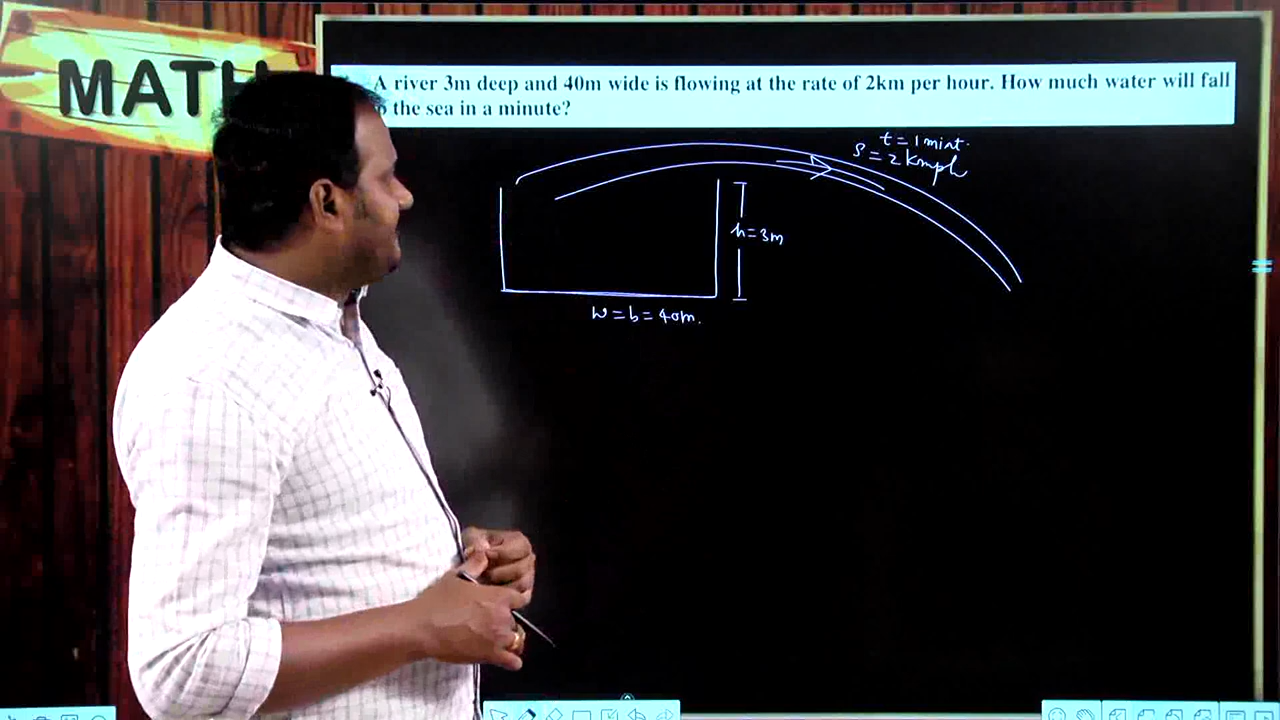 MATH
A river 3m deep and 40m wide is flowing at the rate of 2km per hour. How much water will fall
the sea in a minute?
t = 1 mint.
S = 2 kmph
h = 3m
w = b = 40m.